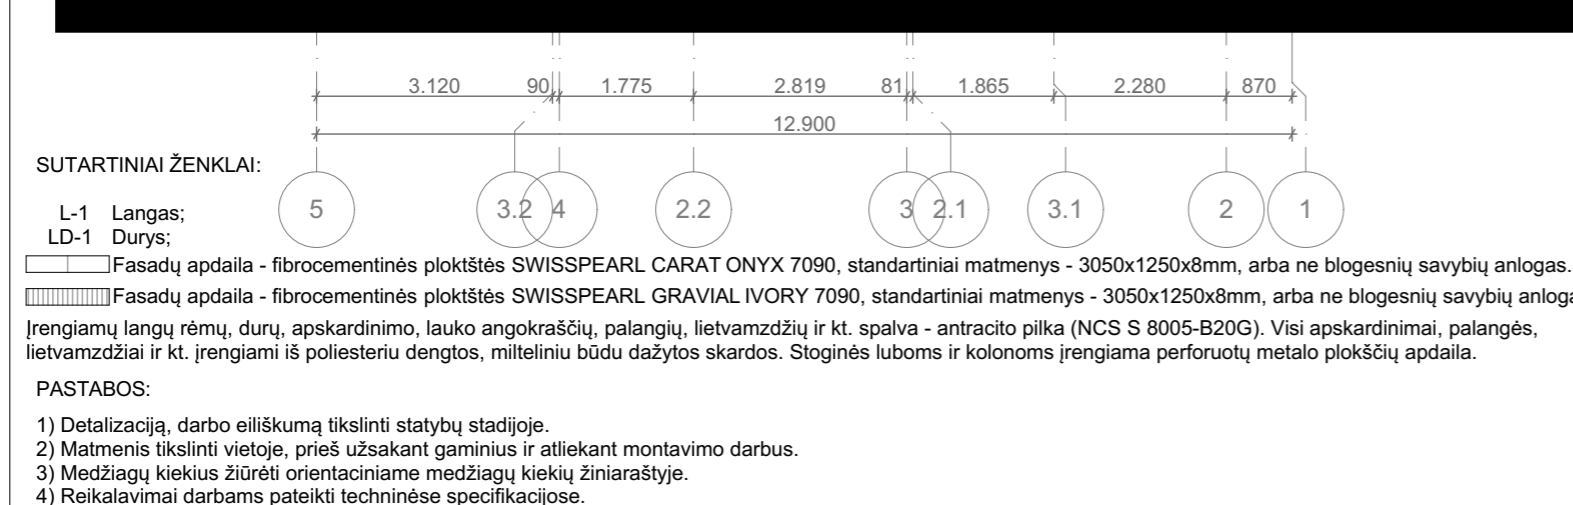 3.120 90 1.775 2.819 81 1.865 2.280 870
12.900
SUTARTINIAI ŽENKLAI:
5 3.2 4 2.2 3 2.1 3.1 2 1
L-1 Langas;
LD-1 Durys;
Fasadų apdaila - fibrocementinės ploktštės SWISSPEARL CARAT ONYX 7090, standartiniai matmenys - 3050x1250x8mm, arba ne blogesnių savybių anlogas.
Fasadų apdaila - fibrocementinės ploktštės SWISSPEARL GRAVIAL IVORY 7090, standartiniai matmenys - 3050x1250x8mm, arba ne blogesnių savybių anloga
Įrengiamų langų rėmų, durų, apskardinimo, lauko angokraščių, palangių, lietvamzdžių ir kt. spalva - antracito pilka (NCS S 8005-B20G). Visi apskardinimai, palangės,
lietvamzdžiai ir kt. įrengiami iš poliesteriu dengtos, milteliniu būdu dažytos skardos. Stoginės luboms ir kolonoms įrengiama perforuotų metalo plokščių apdaila.
PASTABOS:
1) Detalizaciją, darbo eiliškumą tikslinti statybų stadijoje.
2) Matmenis tikslinti vietoje, prieš užsakant gaminius ir atliekant montavimo darbus.
3) Medžiagų kiekius žiūrėti orientaciniame medžiagų kiekių žiniaraštyje.
4) Reikalavimai darbams pateikti techninėse specifikacijose.